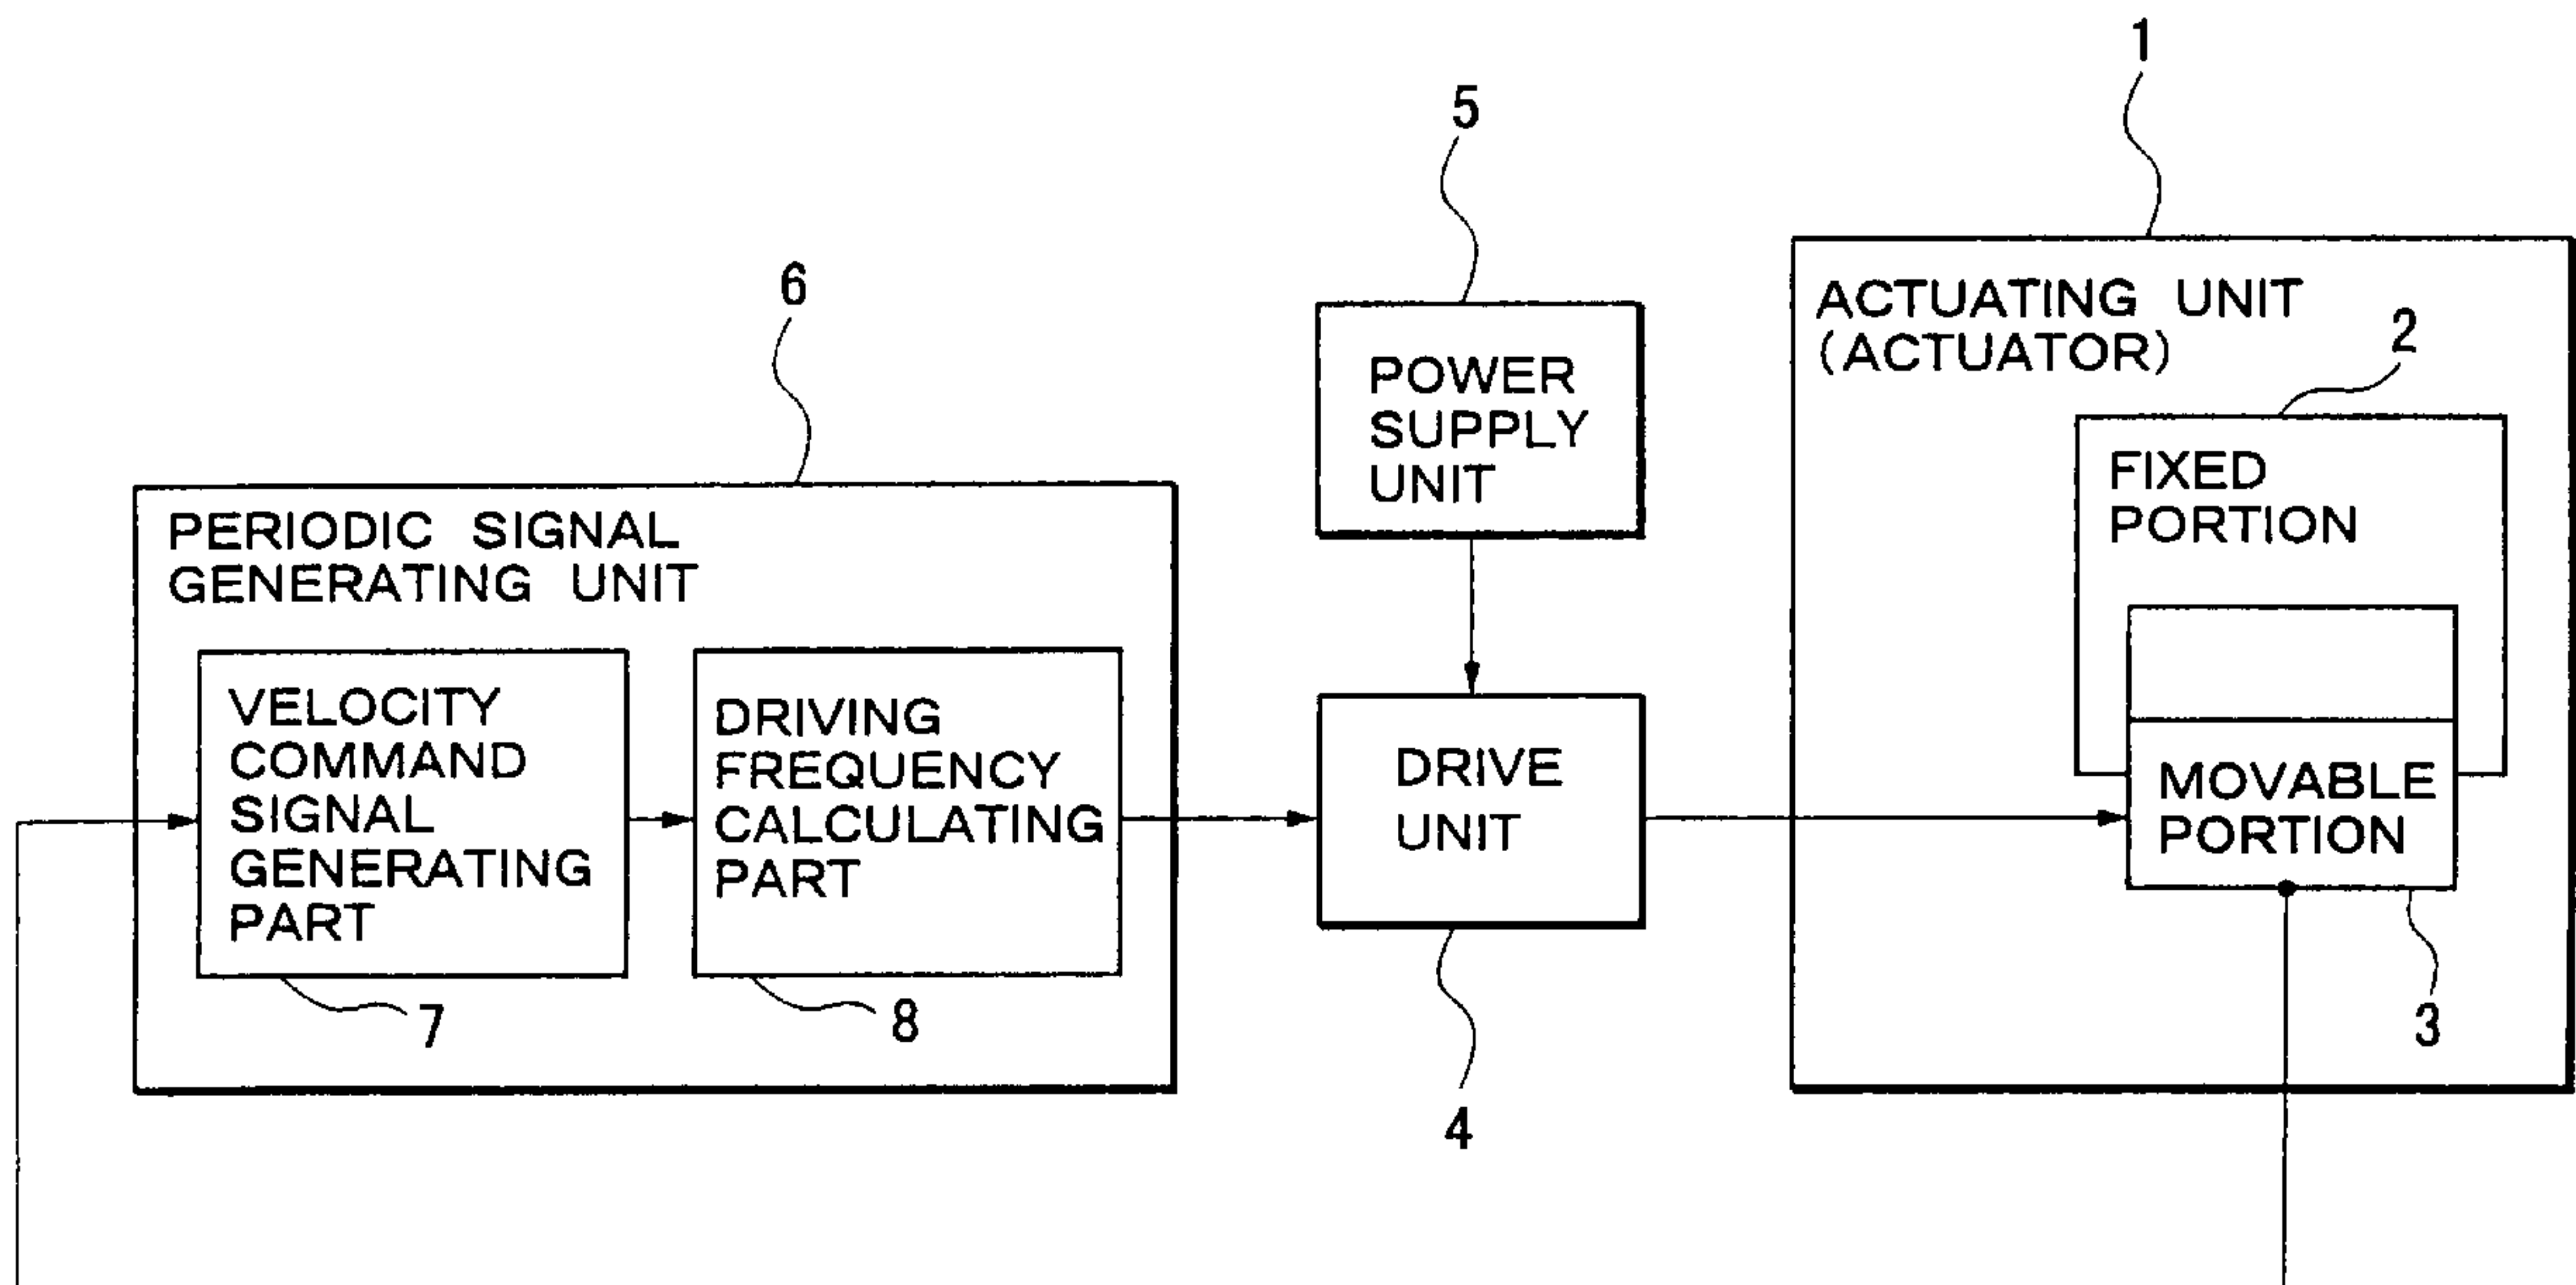 1
5
6
ACTUATING UNIT
(ACTUATOR)
2
POWER
SUPPLY
UNIT
FIXED
PORTION
PERIODIC SIGNAL
GENERATING UNIT
VELOCITY
COMMAND
SIGNAL
GENERATING
PART
DRIVING
FREQUENCY
CALCULATING
PART
DRIVE
UNIT
MOVABLE
PORTION
7
8
3
4